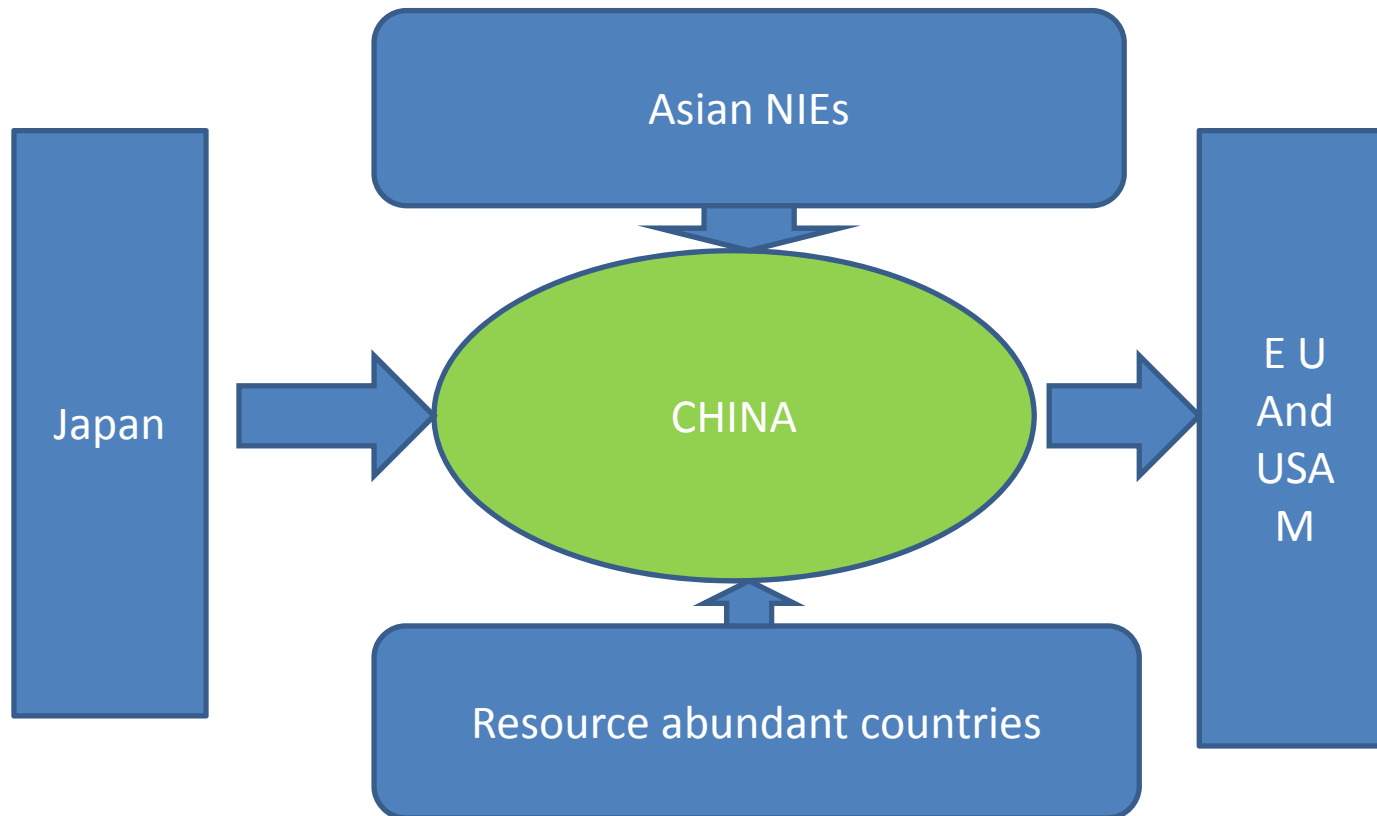 Asian NIEs
Japan
CHINA
E U
And
USA
M
Resource abundant countries